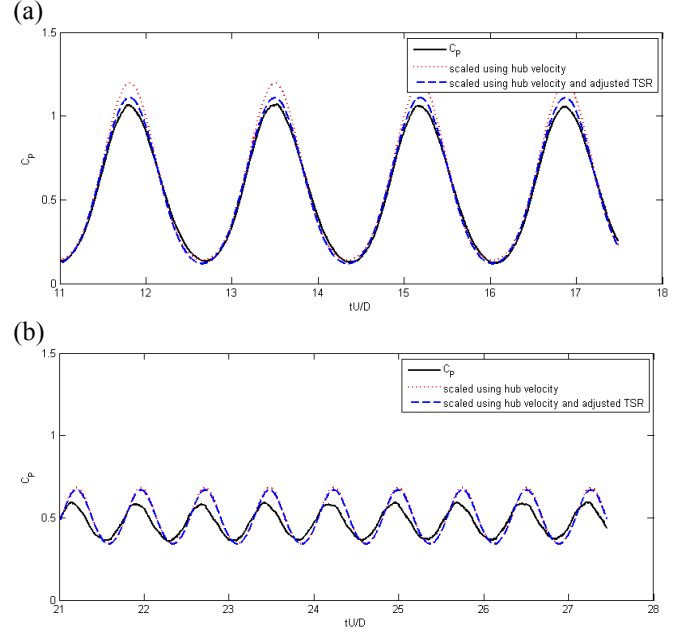 (a)
1.5
C_P
scaled using hub velocity
scaled using hub velocity and adjusted TSR
1
C_P
0.5
0
11 12 13 14 15 16 17 18
tU/D
(b)
1.5
C_P
scaled using hub velocity
scaled using hub velocity and adjusted TSR
1
C_P
0.5
0
21 22 23 24 25 26 27 28
tU/D